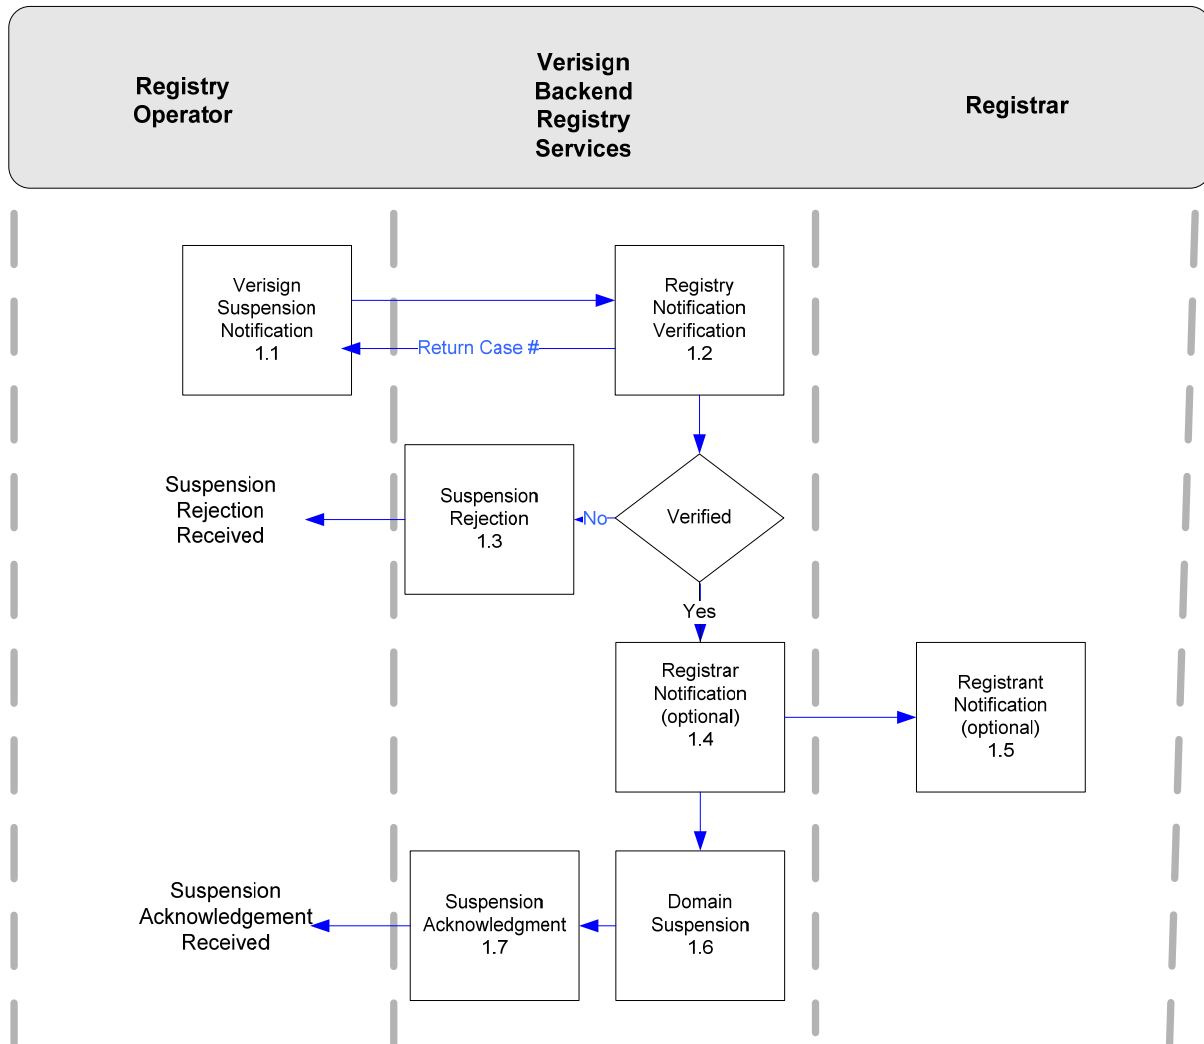 Registry
Operator
Verisign
Backend
Registry
Services
Registrar
Verisign
Suspension
Notification
1.1
Return Case #
Registry
Notification
Verification
1.2
Suspension
Rejection
Received
Suspension
Rejection
1.3
No
Verified
Yes
Registrar
Notification
(optional)
1.4
Registrant
Notification
(optional)
1.5
Suspension
Acknowledgement
Received
Suspension
Acknowledgment
1.7
Domain
Suspension
1.6